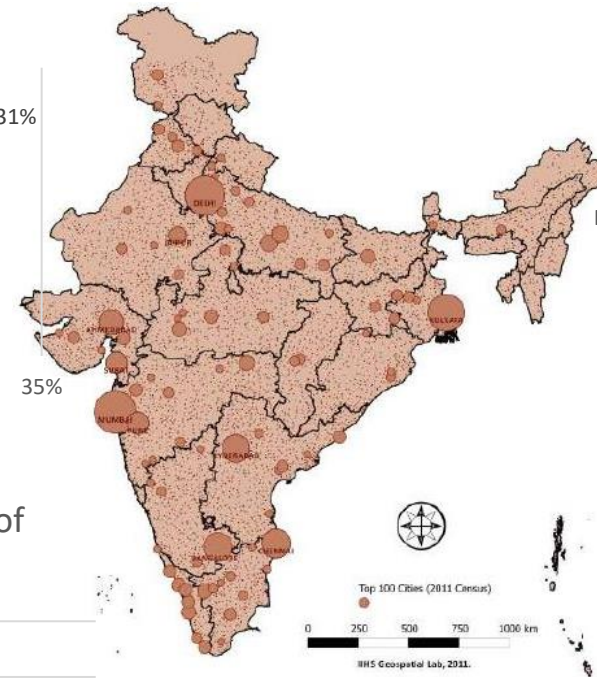 31%
DELHI
JAIPUR
AHMEDABAD
KOLKATA
SURAT
35%
MUMBAI
PUNE
HYDERABAD
of
BANGALORE
CHENNAI
Top 100 Cities (2011 Census)
0 250 500 750 1000 km
IIHS Geospatial Lab, 2011.